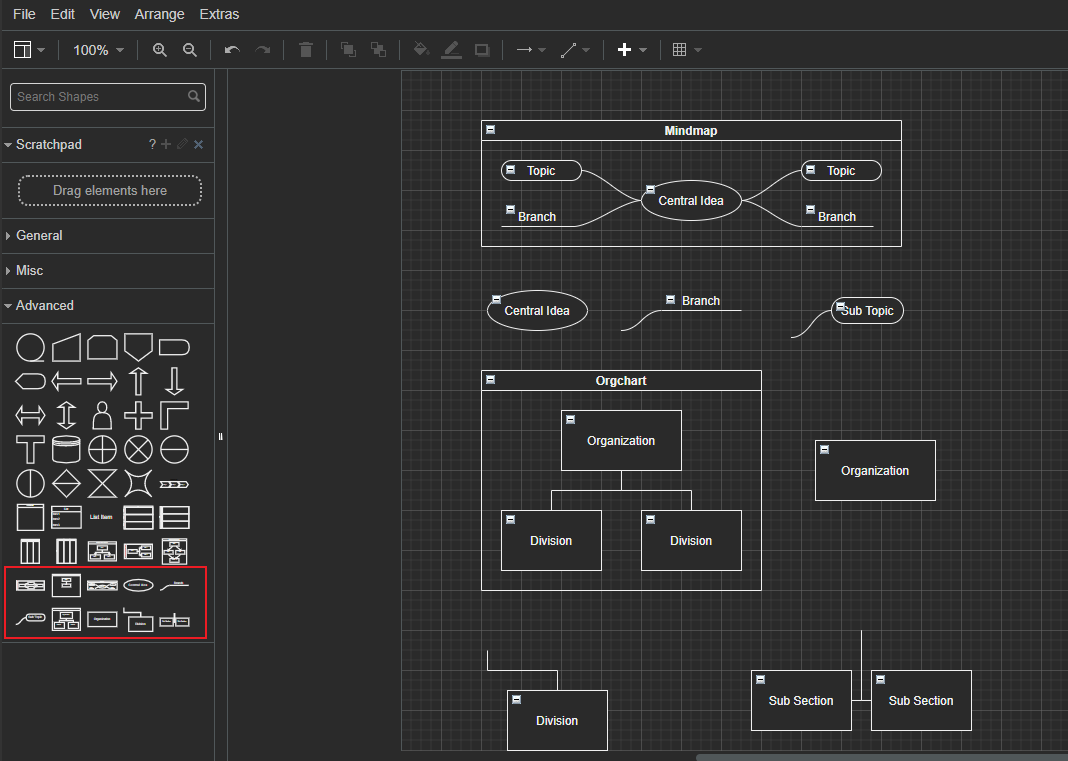 File Edit View Arrange Extras
100%
Search Shapes
Scratchpad ?
Drag elements here
General
Misc
Advanced
List Item
Mindmap
Topic Topic
Central Idea
Branch Branch
Central Idea Branch Sub Topic
Orgchart
Organization
Organization
Division Division
Sub Section Sub Section
Division